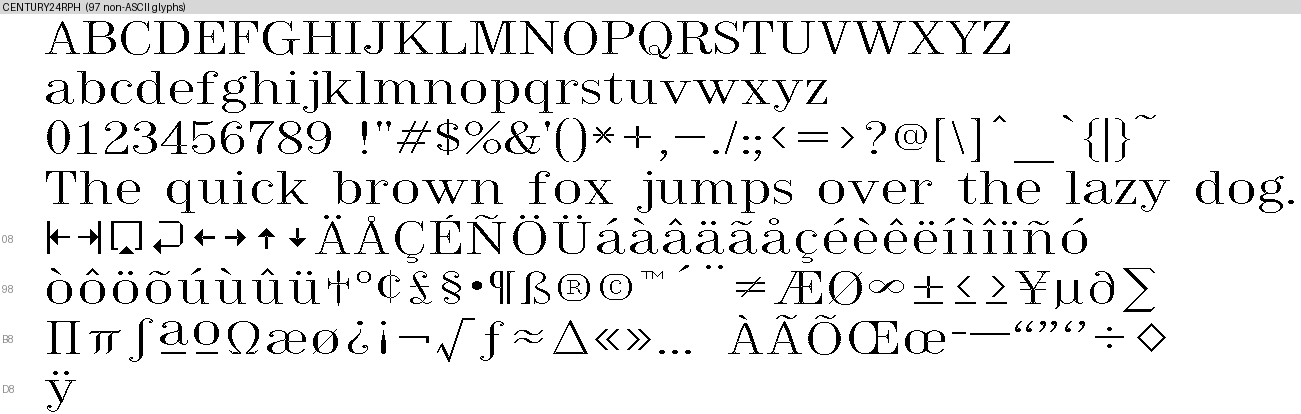 CENTURY24RPH (97 non-ASCII glyphs)
ABCDEFGHIJKLMNOPQRSTUVWXYZ
abcdefghijklmnopqrstuvwxyz
0123456789 !"#$%&'()*+,−./:;<=>?@[\]^_`{|}~
The quick brown fox jumps over the lazy dog.
08 ⇤⇥⍗⮐←→↑↓ÄÅÇÉÑÖÜáàâäãåçéèêëíìîïñó
98 òôöõúùûü†°¢£§•¶ß®©™´¨ ≠ÆØ∞±≤≥¥µ∂∑
B8 ∏π∫ªºΩæø¿¡¬√ƒ≈∆«»… ÀÃÕŒœ–—“”‘’÷◊
D8 ÿ